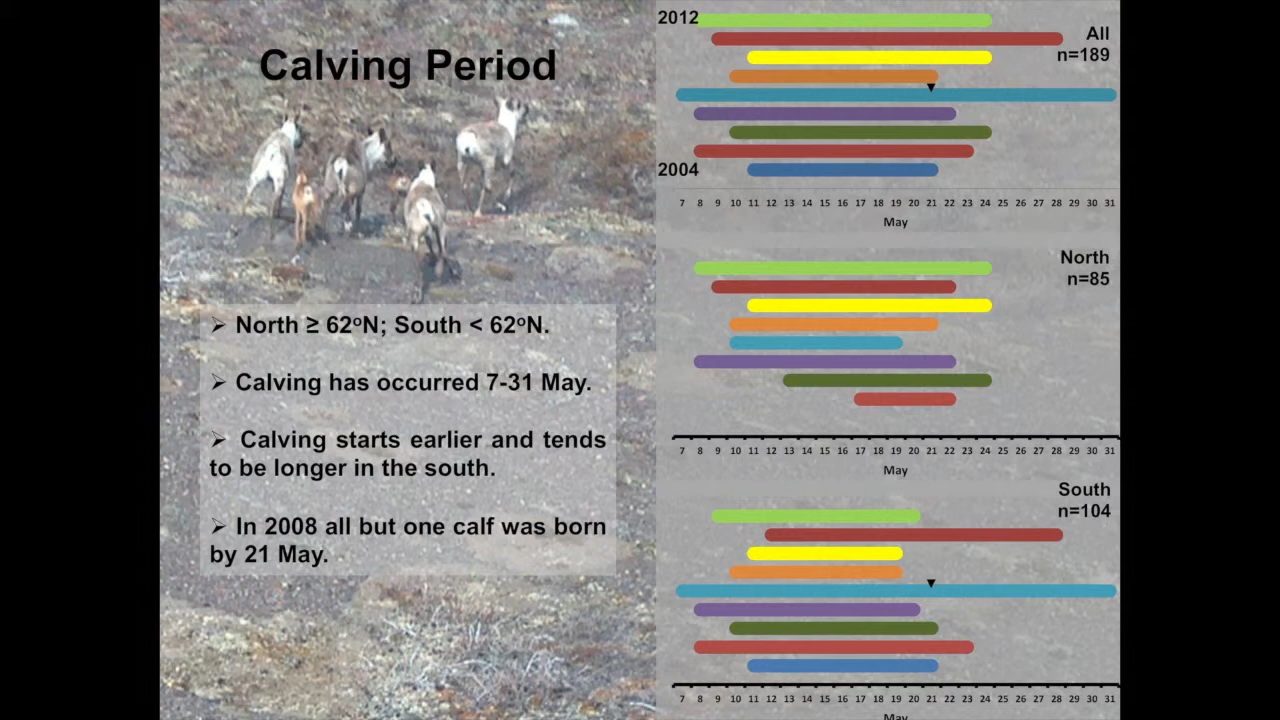 Calving Period
➢ North ≥ 62ºN; South < 62ºN.
➢ Calving has occurred 7-31 May.
➢ Calving starts earlier and tends
to be longer in the south.
➢ In 2008 all but one calf was born
by 21 May.
2012
All
n=189
2004
7 8 9 10 11 12 13 14 15 16 17 18 19 20 21 22 23 24 25 26 27 28 29 30 31
May
North
n=85
7 8 9 10 11 12 13 14 15 16 17 18 19 20 21 22 23 24 25 26 27 28 29 30 31
May
South
n=104
7 8 9 10 11 12 13 14 15 16 17 18 19 20 21 22 23 24 25 26 27 28 29 30 31
May